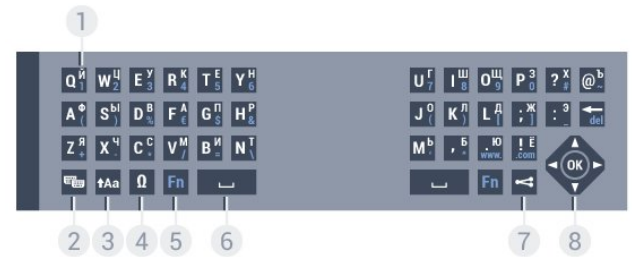 1
Q Й 1 W Ц 2 E У 3 R К 4 T Е 5 Y Н 6 U Г 7 I Ш 8 O Щ 9 P З 0 ? Х # @ Ъ ~
A Ф ( S Ы ) D В % F А € G П $ H Р & J О ( K Л ) L Д [ ; Ж ] : Э _ del
Z Я + X Ч - C С * V М / B И = N Т \ M Ь ' , Б . Ю www. ! Ё .com OK
Aa Ω Fn Fn
2 3 4 5 6 7 8